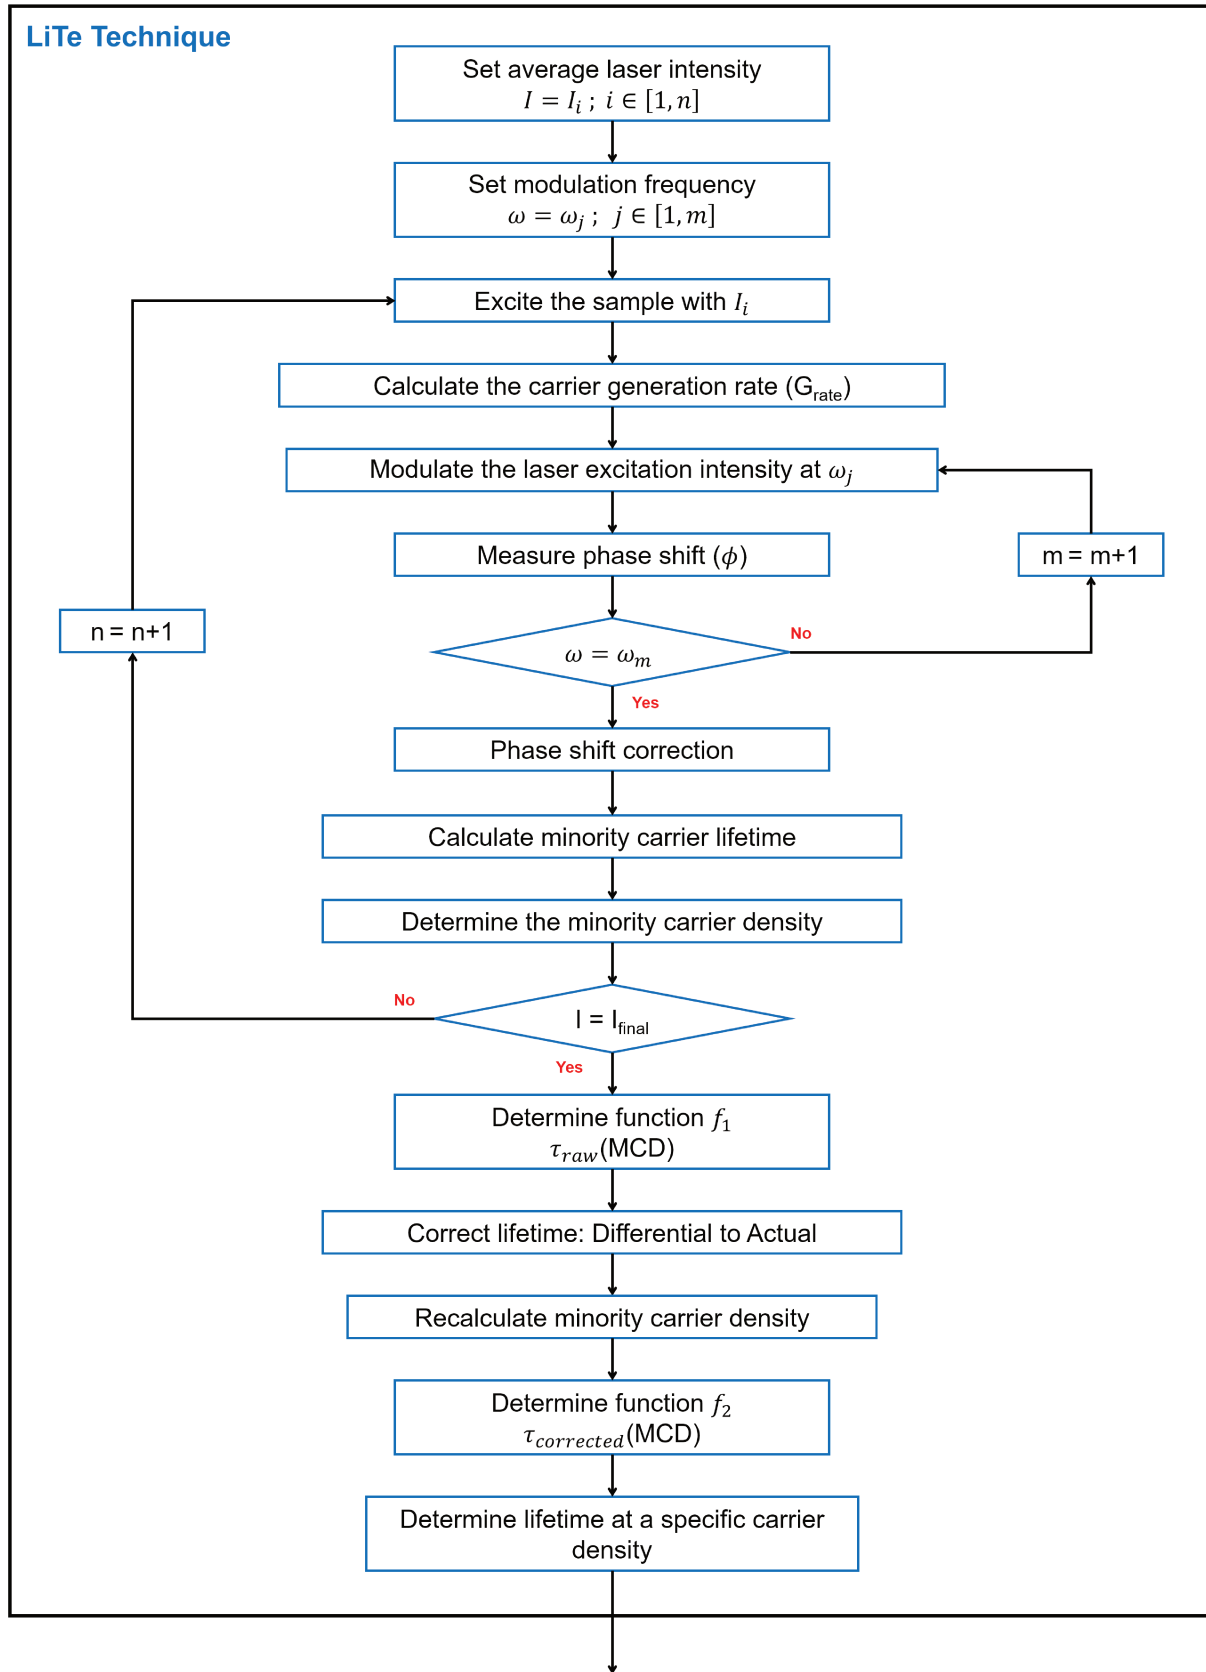 LiTe Technique
Set average laser intensity
I = I_i ; i ∈ [1, n]
Set modulation frequency
ω = ω_j ; j ∈ [1, m]
Excite the sample with I_i
Calculate the carrier generation rate (G_rate)
Modulate the laser excitation intensity at ω_j
Measure phase shift (ϕ)
m = m+1
n = n+1
No
ω = ω_m
Yes
Phase shift correction
Calculate minority carrier lifetime
Determine the minority carrier density
No
I = I_final
Yes
Determine function f_1
τ_raw(MCD)
Correct lifetime: Differential to Actual
Recalculate minority carrier density
Determine function f_2
τ_corrected(MCD)
Determine lifetime at a specific carrier
density